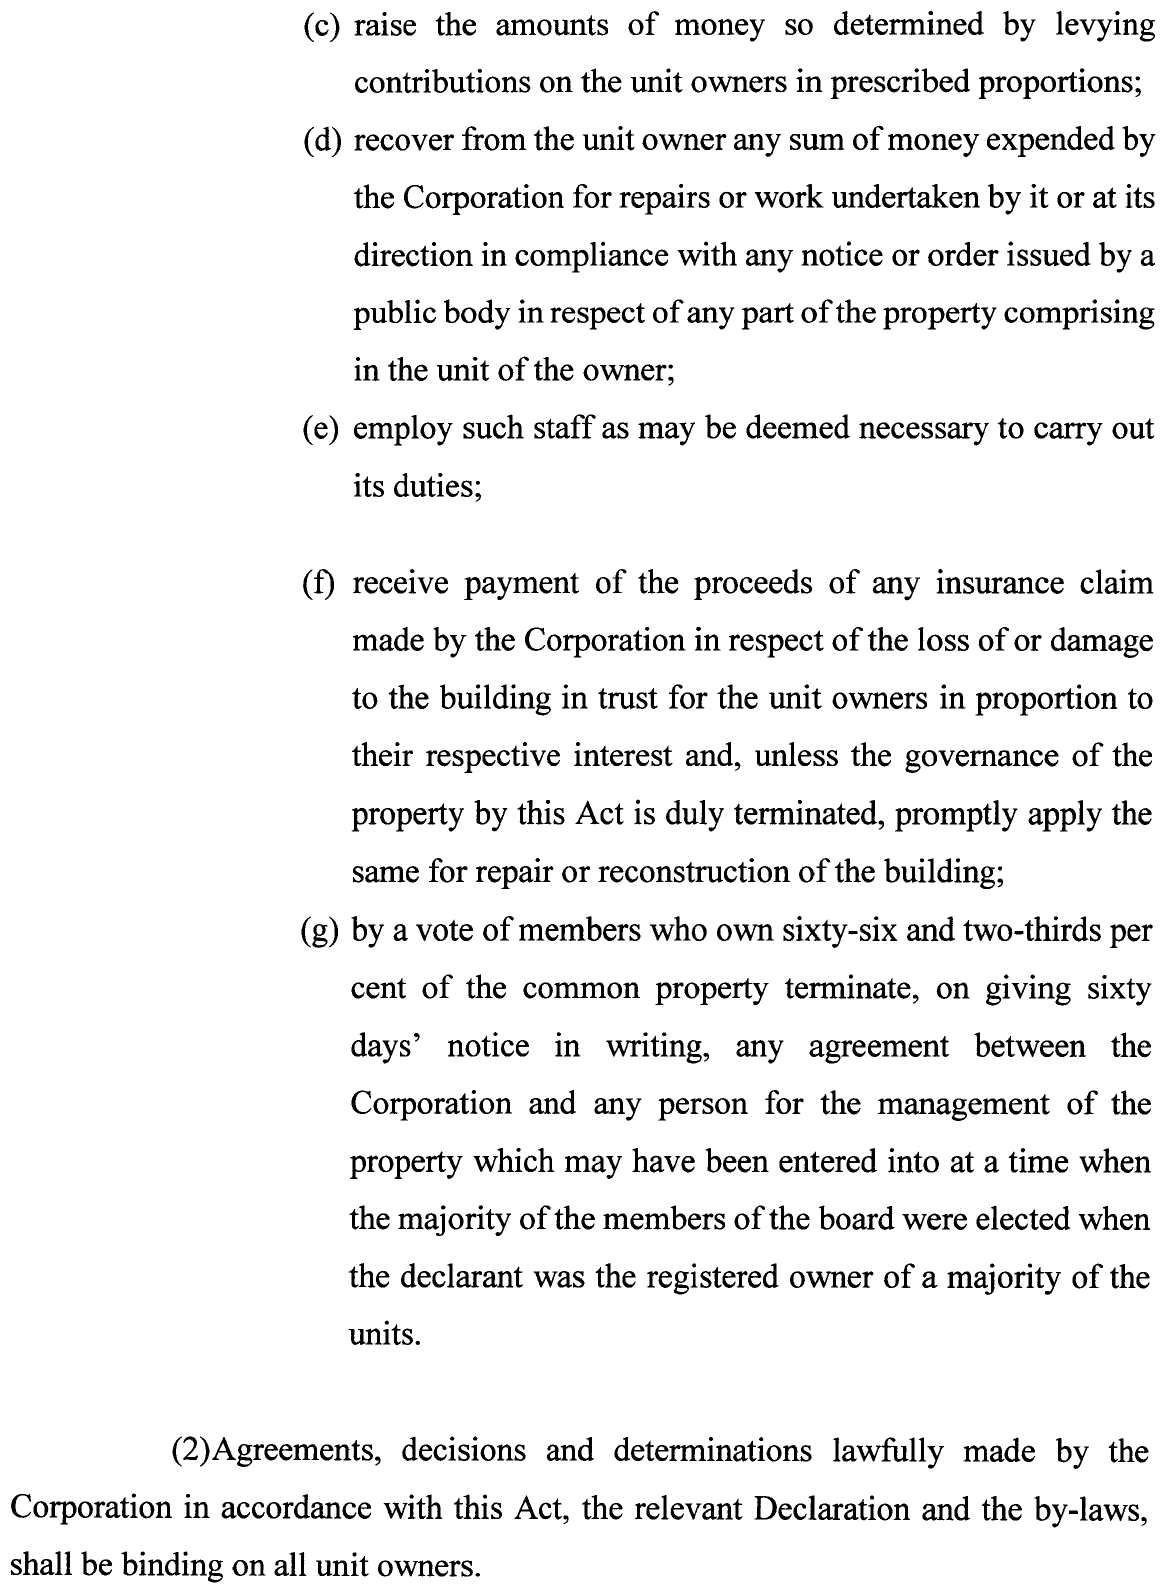 (c) raise the amounts of money so determined by levying
contributions on the unit owners in prescribed proportions;
(d) recover from the unit owner any sum of money expended by
the Corporation for repairs or work undertaken by it or at its
direction in compliance with any notice or order issued by a
public body in respect of any part of the property comprising
in the unit of the owner;
(e) employ such staff as may be deemed necessary to carry out
its duties;
(f) receive payment of the proceeds of any insurance claim
made by the Corporation in respect of the loss of or damage
to the building in trust for the unit owners in proportion to
their respective interest and, unless the governance of the
property by this Act is duly terminated, promptly apply the
same for repair or reconstruction of the building;
(g) by a vote of members who own sixty-six and two-thirds per
cent of the common property terminate, on giving sixty
days’ notice in writing, any agreement between the
Corporation and any person for the management of the
property which may have been entered into at a time when
the majority of the members of the board were elected when
the declarant was the registered owner of a majority of the
units.
(2)Agreements, decisions and determinations lawfully made by the
Corporation in accordance with this Act, the relevant Declaration and the by-laws,
shall be binding on all unit owners.